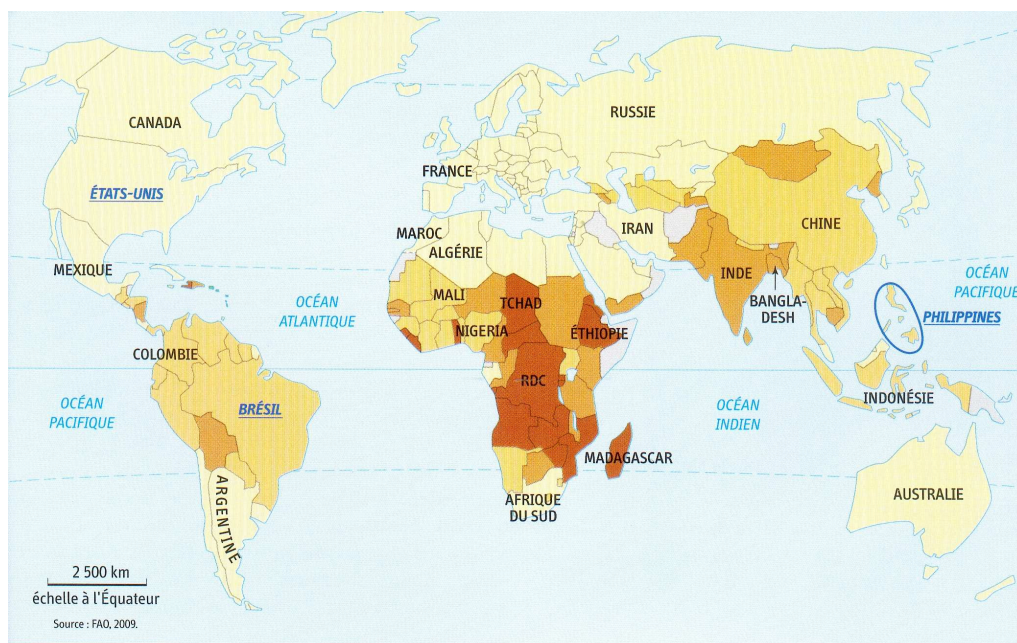 CANADA
RUSSIE
FRANCE
ÉTATS-UNIS
CHINE
MAROC
IRAN
ALGÉRIE
MEXIQUE
INDE
OCÉAN
PACIFIQUE
MALI
TCHAD
OCÉAN
ATLANTIQUE
BANGLA-
DESH
PHILIPPINES
NIGERIA
ÉTHIOPIE
COLOMBIE
RDC
INDONÉSIE
OCÉAN
PACIFIQUE
BRÉSIL
OCÉAN
INDIEN
MADAGASCAR
ARGENTINE
AFRIQUE
DU SUD
AUSTRALIE
2 500 km
échelle à l'Équateur
Source : FAO, 2009.